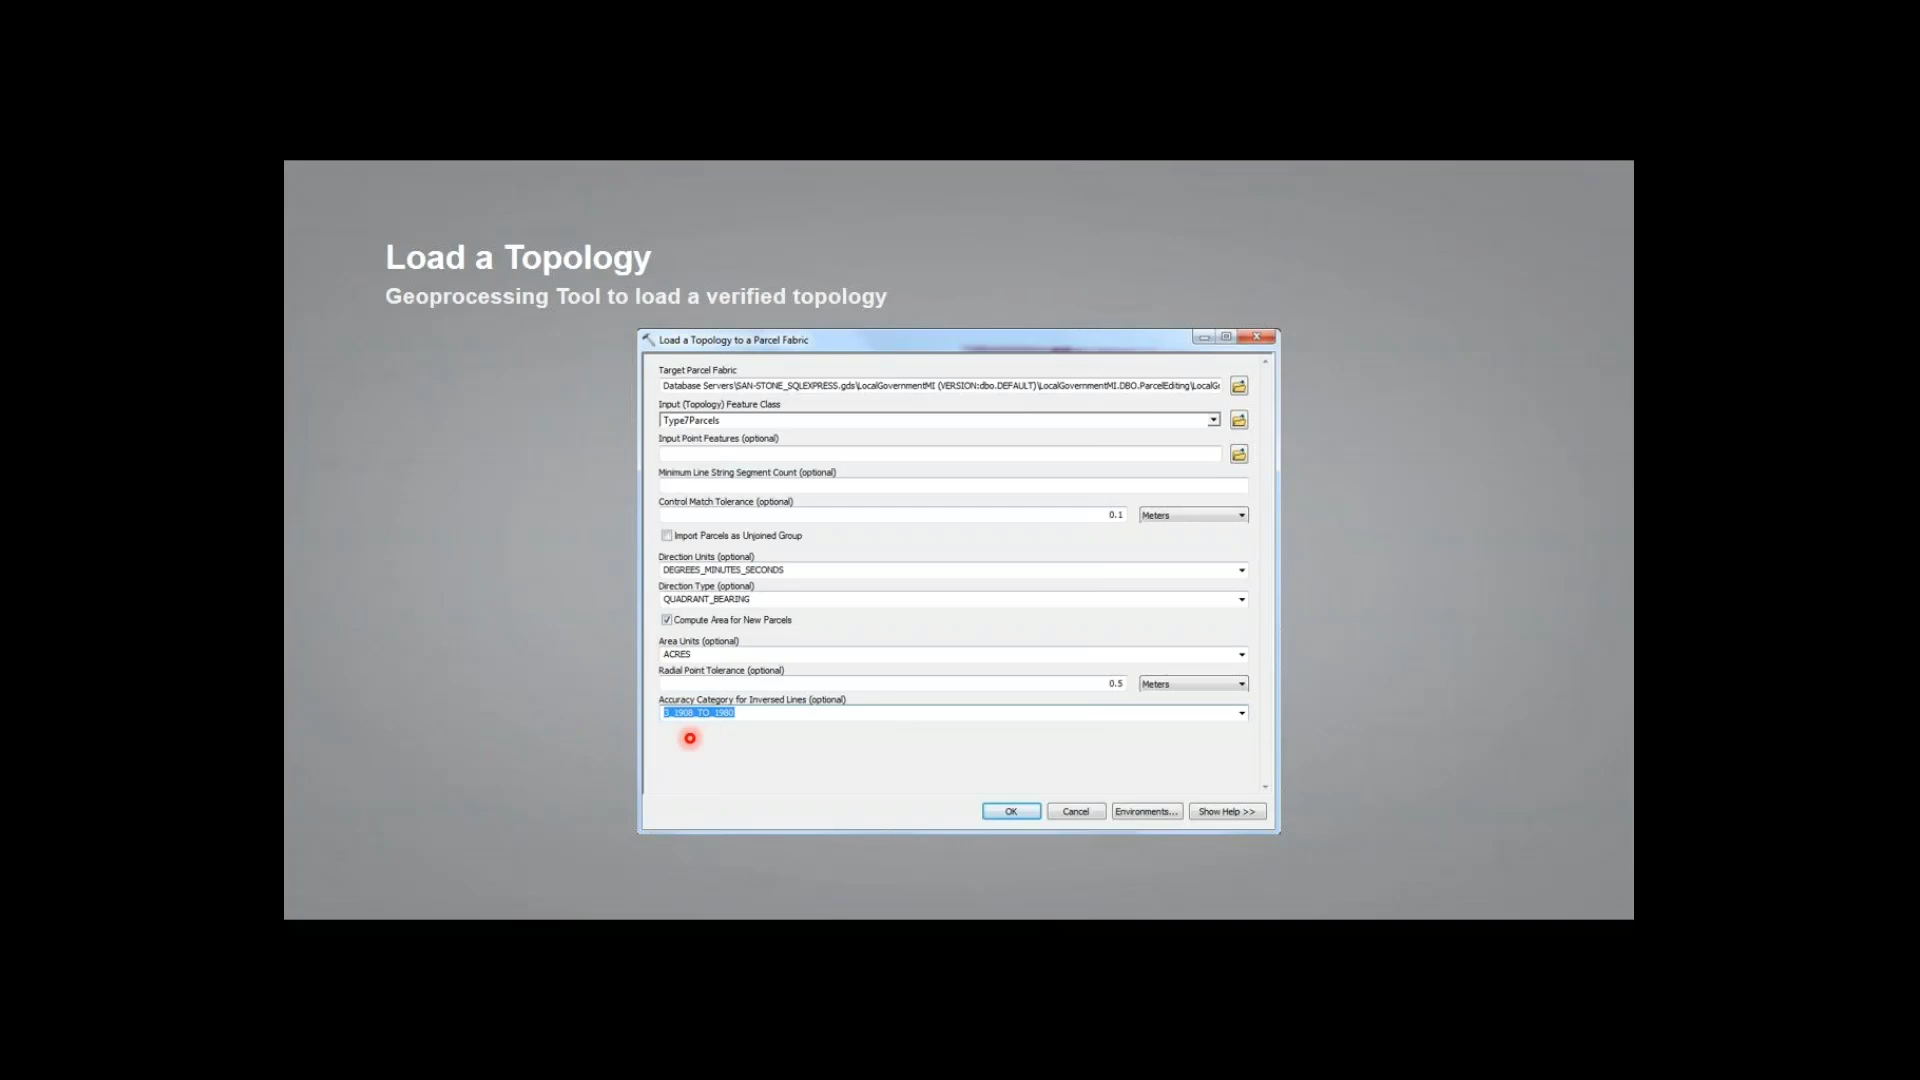 Load a Topology
Geoprocessing Tool to load a verified topology
Load a Topology to a Parcel Fabric
Target Parcel Fabric
Database Servers\SAN-STONE_SQLEXPRESS.gds\LocalGovernmentMI (VERSION:dbo.DEFAULT)\LocalGovernmentMI.DBO.ParcelEditing\LocalGo
Input (Topology) Feature Class
Type7Parcels
Input Point Features (optional)
Minimum Line String Segment Count (optional)
Control Match Tolerance (optional)
0.1 Meters
Import Parcels as Unjoined Group
Direction Units (optional)
DEGREES_MINUTES_SECONDS
Direction Type (optional)
QUADRANT_BEARING
Compute Area for New Parcels
Area Units (optional)
ACRES
Radial Point Tolerance (optional)
0.5 Meters
Accuracy Category for Inversed Lines (optional)
3_1908_TO_1980
OK Cancel Environments... Show Help >>